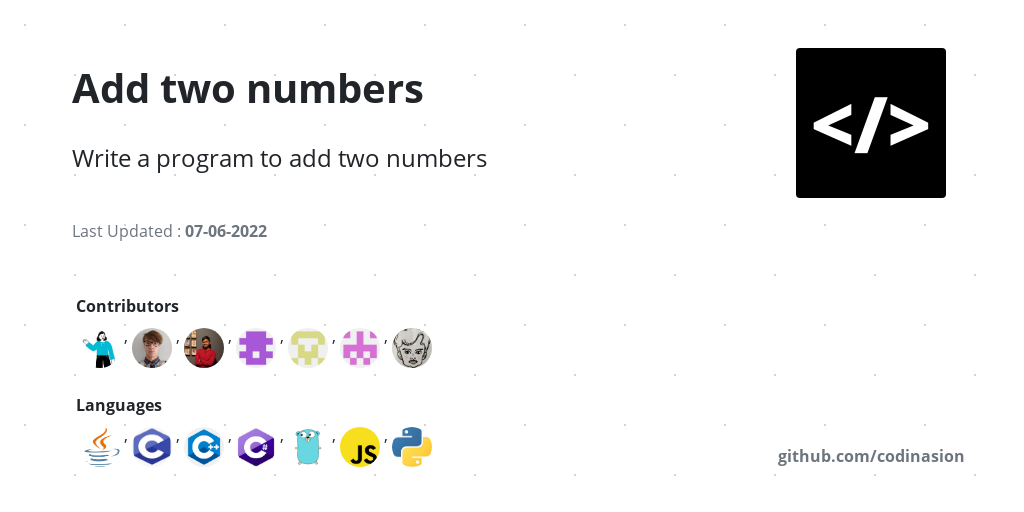 Add two numbers
</>
Write a program to add two numbers
Last Updated : 07-06-2022
Contributors
, , , , , ,
Languages
, , , , , ,
C C C++ C# JS
github.com/codinasion